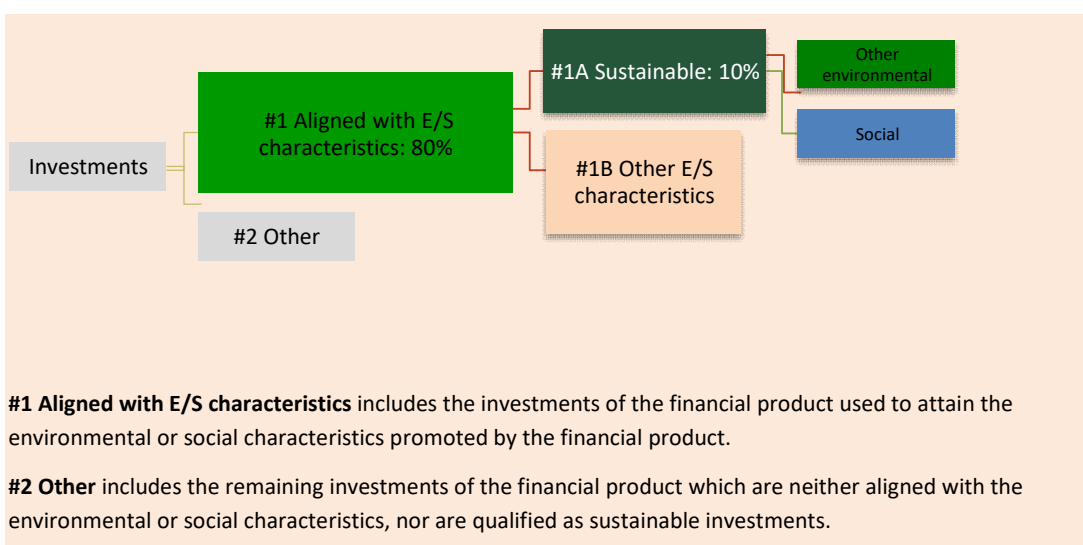 Investments
#1 Aligned with E/S
characteristics: 80%
#2 Other
#1A Sustainable: 10%
#1B Other E/S
characteristics
Other
environmental
Social
#1 Aligned with E/S characteristics includes the investments of the financial product used to attain the
environmental or social characteristics promoted by the financial product.
#2 Other includes the remaining investments of the financial product which are neither aligned with the
environmental or social characteristics, nor are qualified as sustainable investments.